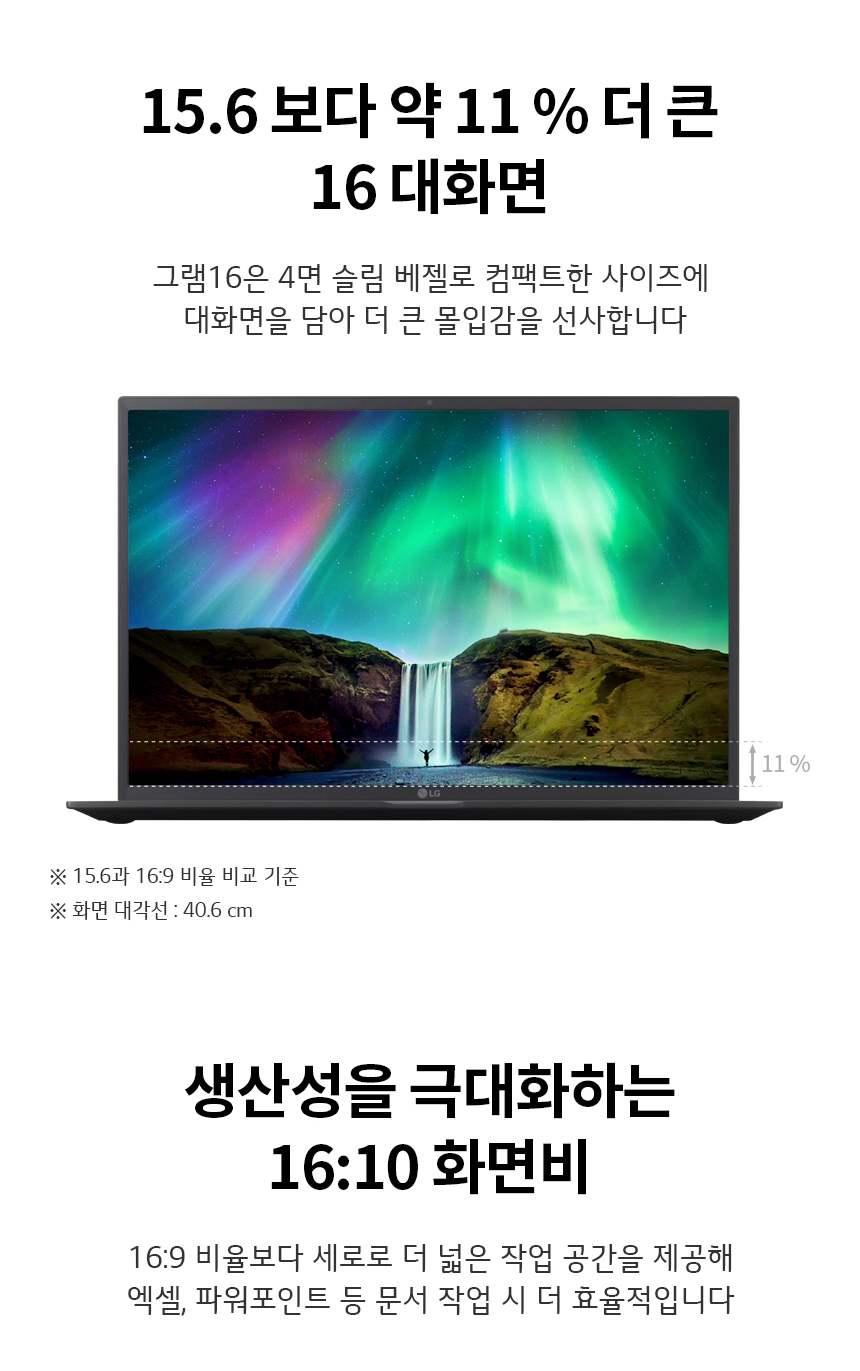 15.6 보다 약 11 % 더 큰
16 대화면
그램16은 4면 슬림 베젤로 컴팩트한 사이즈에
대화면을 담아 더 큰 몰입감을 선사합니다
11 %
LG
※ 15.6과 16:9 비율 비교 기준
※ 화면 대각선 : 40.6 cm
생산성을 극대화하는
16:10 화면비
16:9 비율보다 세로로 더 넓은 작업 공간을 제공해
엑셀, 파워포인트 등 문서 작업 시 더 효율적입니다